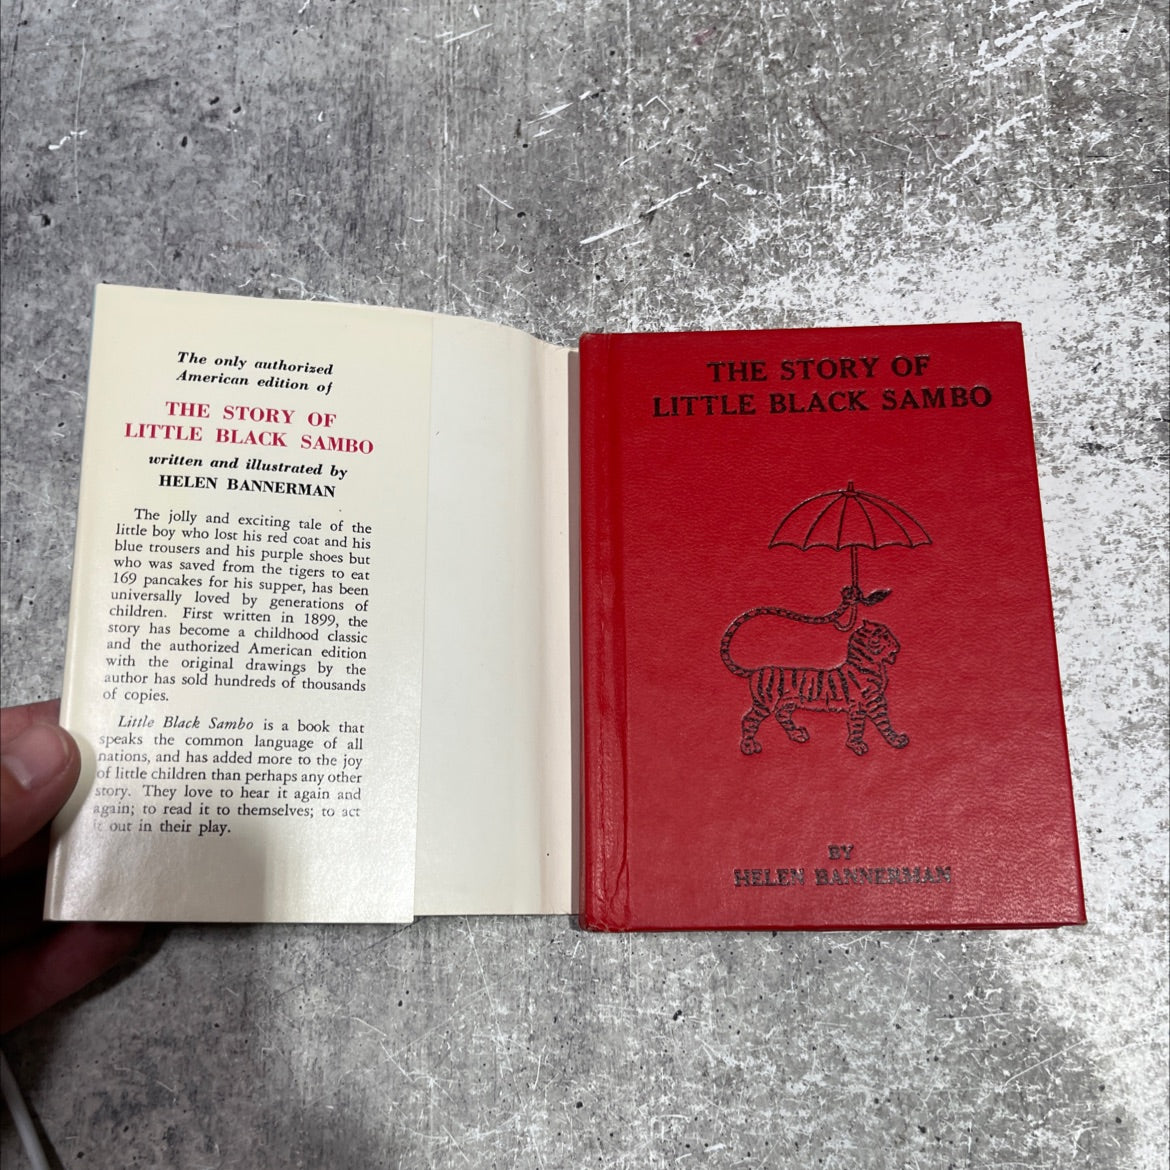 The only authorized
American edition of
THE STORY OF
LITTLE BLACK SAMBO
written and illustrated by
HELEN BANNERMAN
The jolly and exciting tale of the
little boy who lost his red coat and his
blue trousers and his purple shoes but
who was saved from the tigers to eat
169 pancakes for his supper, has been
universally loved by generations of
children. First written in 1899, the
story has become a childhood classic
and the authorized American edition
with the original drawings by the
author has sold hundreds of thousands
of copies.
Little Black Sambo is a book that
speaks the common language of all
nations, and has added more to the joy
of little children than perhaps any other
story. They love to hear it again and
again; to read it to themselves; to act
it out in their play.
THE STORY OF
LITTLE BLACK SAMBO
BY
HELEN BANNERMAN